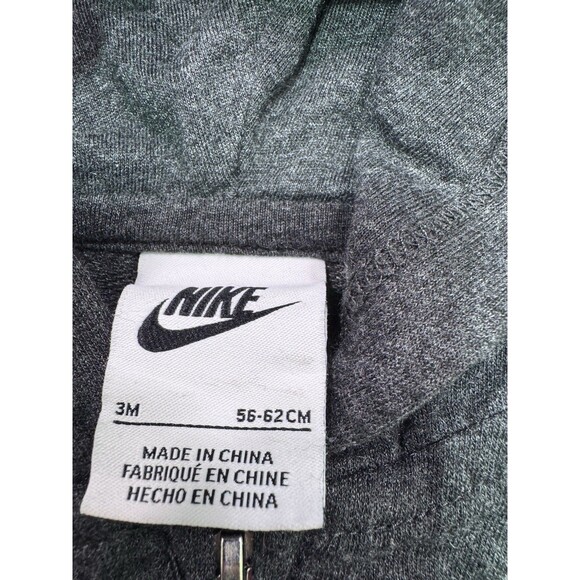 NIKE
3M 56-62CM
MADE IN CHINA
FABRIQUÉ EN CHINE
HECHO EN CHINA